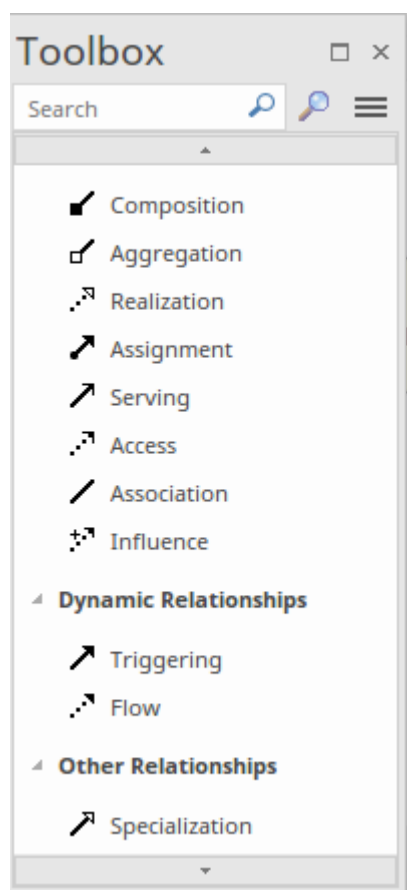 Toolbox
Search
Composition
Aggregation
Realization
Assignment
Serving
Access
Association
Influence
Dynamic Relationships
Triggering
Flow
Other Relationships
Specialization